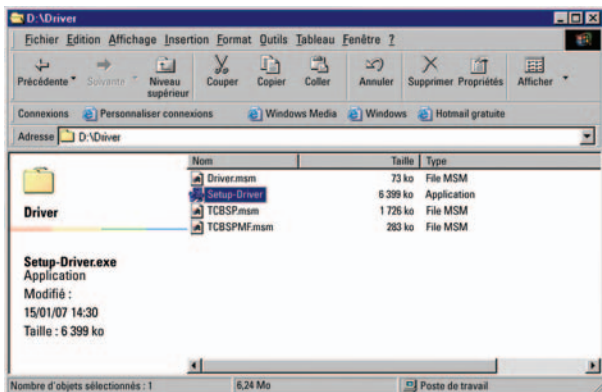 D:\Driver
Fichier Edition Affichage Insertion Format Outils Tableau Fenêtre ?
Précédente Suivante Niveau supérieur Couper Copier Coller Annuler Supprimer Propriétés Afficher
Connexions Personnaliser connexions Windows Media Windows Hotmail gratuite
Adresse D:\Driver
Nom Taille Type
Driver.msm 73 ko File MSM
Setup-Driver 6 399 ko Application
TCBSP.msm 1 726 ko File MSM
TCBSPMF.msm 283 ko File MSM
Driver
Setup-Driver.exe
Application
Modifié :
15/01/07 14:30
Taille : 6 399 ko
Nombre d'objets sélectionnés : 1 6,24 Mo Poste de travail